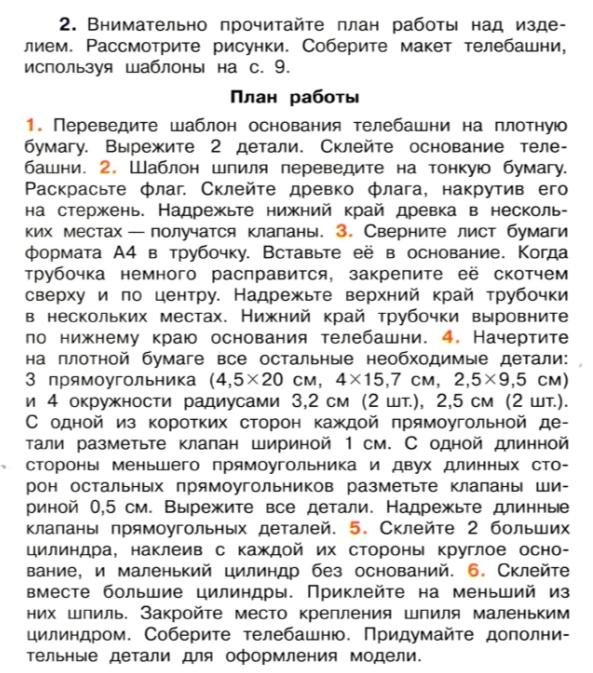 2. Внимательно прочитайте план работы над изде-
лием. Рассмотрите рисунки. Соберите макет телебашни,
используя шаблоны на с. 9.
План работы
1. Переведите шаблон основания телебашни на плотную
бумагу. Вырежите 2 детали. Склейте основание теле-
башни. 2. Шаблон шпиля переведите на тонкую бумагу.
Раскрасьте флаг. Склейте древко флага, накрутив его
на стержень. Надрежьте нижний край древка в несколь-
ких местах — получатся клапаны. 3. Сверните лист бумаги
формата А4 в трубочку. Вставьте её в основание. Когда
трубочка немного расправится, закрепите её скотчем
сверху и по центру. Надрежьте верхний край трубочки
в нескольких местах. Нижний край трубочки выровните
по нижнему краю основания телебашни. 4. Начертите
на плотной бумаге все остальные необходимые детали:
3 прямоугольника (4,5×20 см, 4×15,7 см, 2,5×9,5 см)
и 4 окружности радиусами 3,2 см (2 шт.), 2,5 см (2 шт.).
С одной из коротких сторон каждой прямоугольной де-
тали разметьте клапан шириной 1 см. С одной длинной
стороны меньшего прямоугольника и двух длинных сто-
рон остальных прямоугольников разметьте клапаны ши-
риной 0,5 см. Вырежите все детали. Надрежьте длинные
клапаны прямоугольных деталей. 5. Склейте 2 больших
цилиндра, наклеив с каждой их стороны круглое осно-
вание, и маленький цилиндр без оснований. 6. Склейте
вместе большие цилиндры. Приклейте на меньший из
них шпиль. Закройте место крепления шпиля маленьким
цилиндром. Соберите телебашню. Придумайте дополни-
тельные детали для оформления модели.